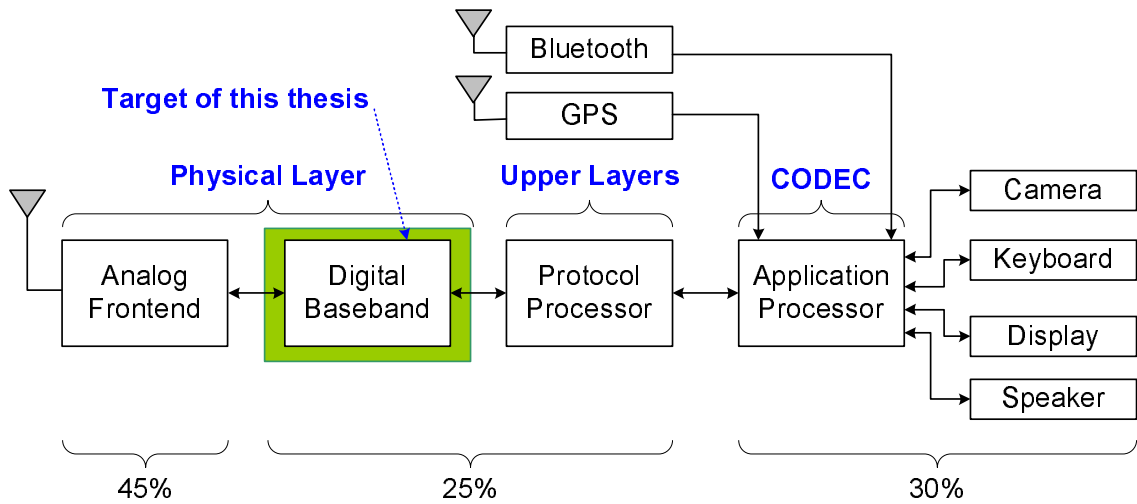 Bluetooth
Target of this thesis
GPS
Physical Layer
Upper Layers
CODEC
Camera
Analog
Frontend
Digital
Baseband
Protocol
Processor
Application
Processor
Keyboard
Display
Speaker
45%
25%
30%